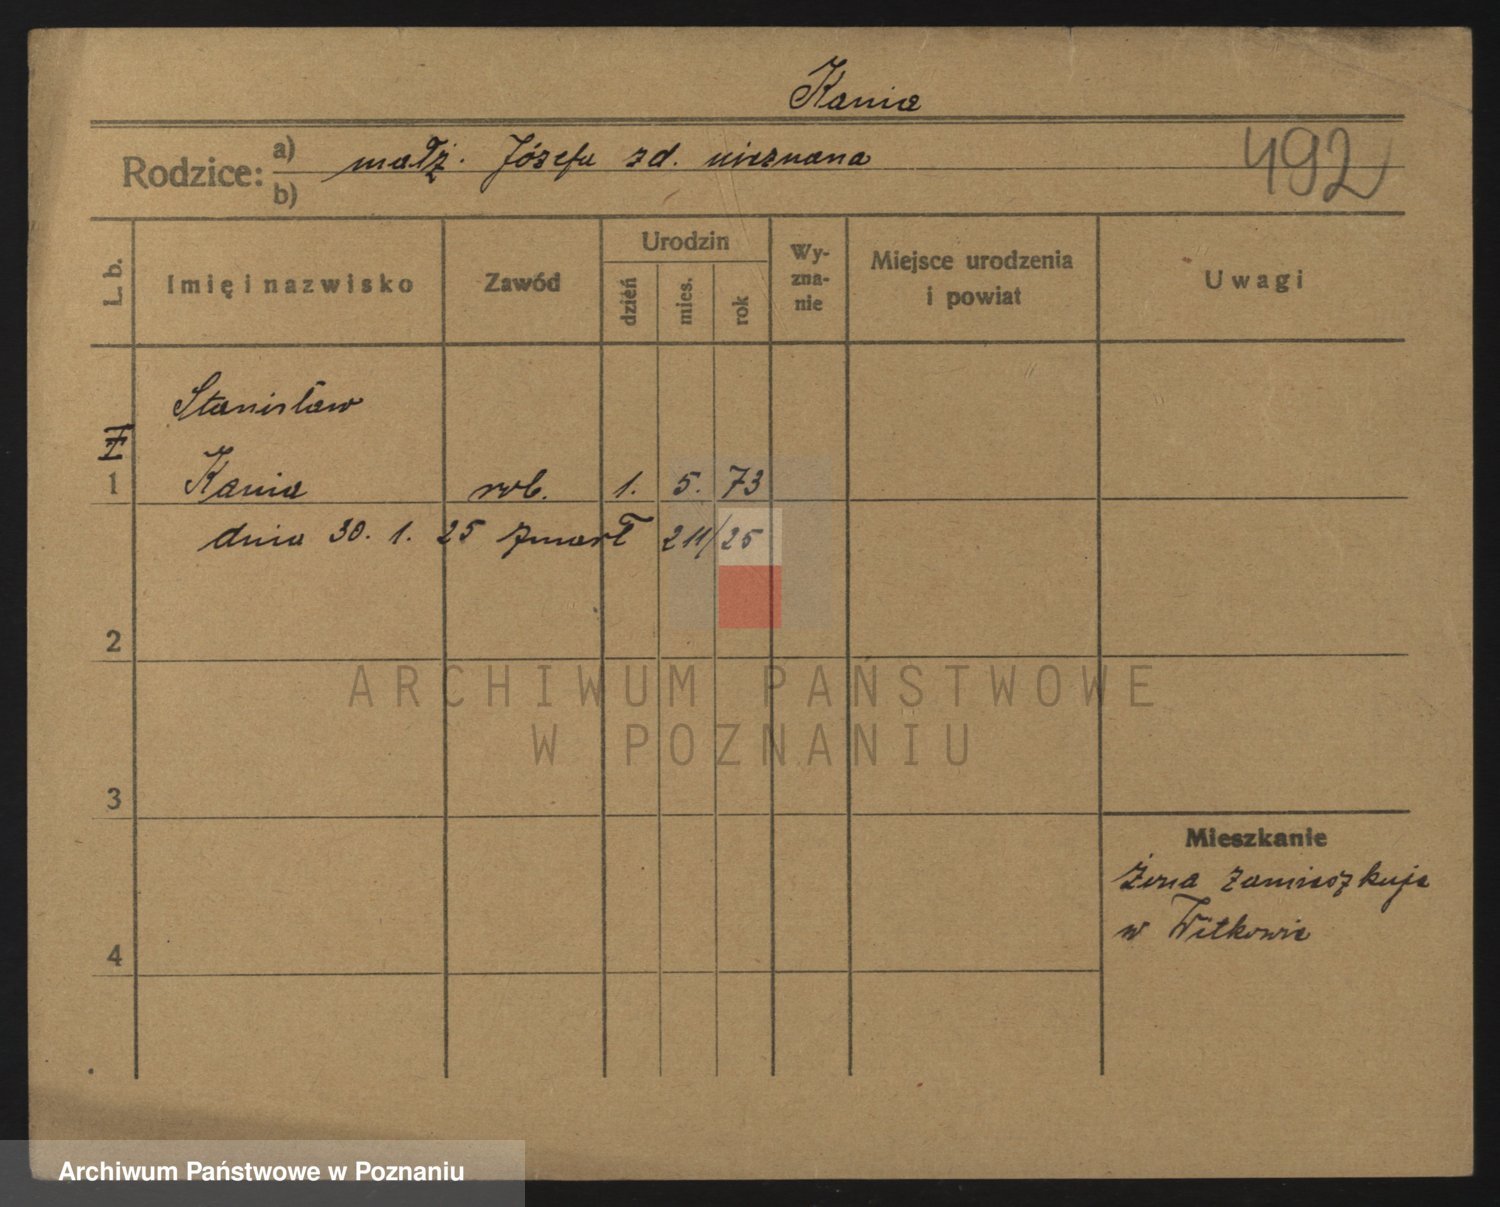 Kania
Rodzice: a) małż. Józefa zd. nieznana
b)
492
L. b.
Imię i nazwisko
Zawód
Urodzin
dzień
mies.
rok
Wy-
zna-
nie
Miejsce urodzenia
i powiat
Uwagi
Stanisław
1 Kania rob. 1. 5. 73
dnia 30. 1. 25 zmarł 211/25
2
3
4
Mieszkanie
Żona zamieszkuje
w Witkowie
ARCHIWUM PAŃSTWOWE
W POZNANIU
Archiwum Państwowe w Poznaniu